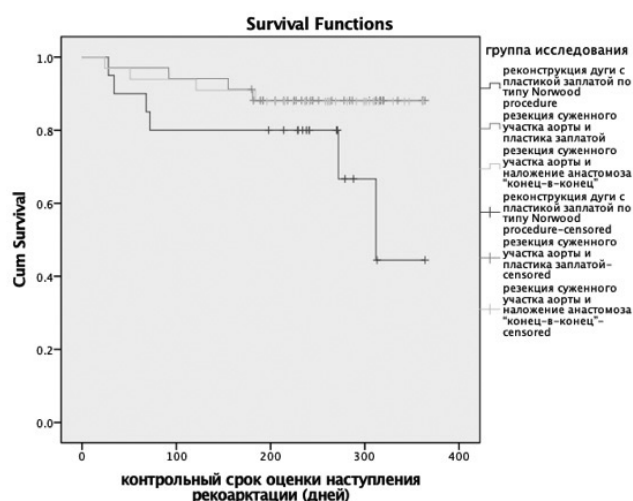 Survival Functions
группа исследования
реконструкция дуги с
пластикой заплатой по
типу Norwood
procedure
резекция суженного
участка аорты и
пластика заплатой
резекция суженного
участка аорты и
наложение анастомоза
"конец-в-конец"
реконструкция дуги с
пластикой заплатой по
типу Norwood
procedure-censored
резекция суженного
участка аорты и
пластика заплатой-
censored
резекция суженного
участка аорты и
наложение анастомоза
"конец-в-конец"-
censored
Cum Survival
1.0
0.8
0.6
0.4
0.2
0.0
0
100
200
300
400
контрольный срок оценки наступления
рекоарктации (дней)